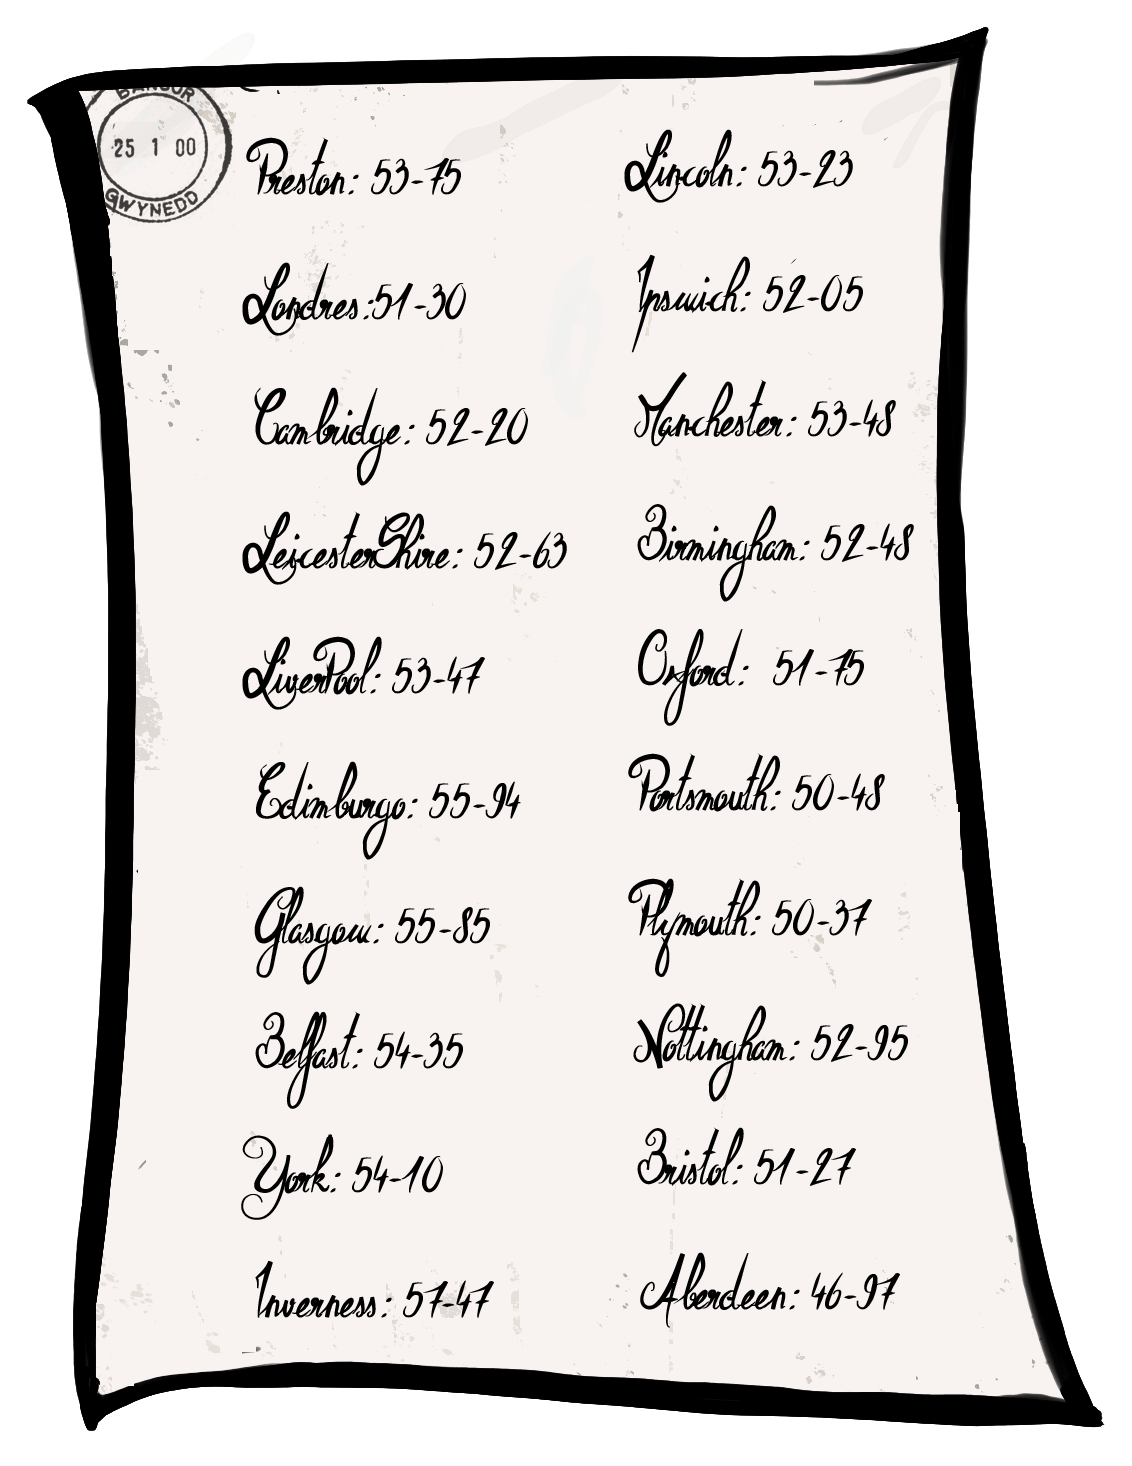 BANGOR
25 1 00
GWYNEDD
Preston: 53-75
Londres:51-30
Cambridge: 52-20
LeicesterShire: 52-63
LiverPool: 53-47
Edimburgo: 55-94
Glasgow: 55-85
Belfast: 54-35
York: 54-10
Inverness: 57-47
Lincoln: 53-23
Ipswich: 52-05
Manchester: 53-48
Birmingham: 52-48
Oxford: 51-75
Portsmouth: 50-48
Plymouth: 50-37
Nottingham: 52-95
Bristol: 51-27
Aberdeen: 46-97